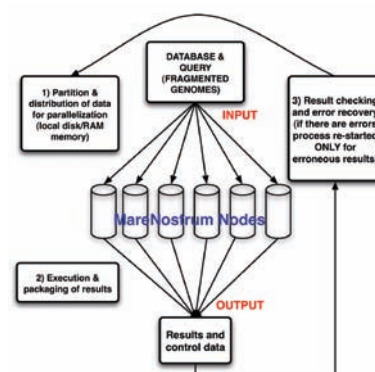 DATABASE &
QUERY
(FRAGMENTED
GENOMES)
1) Partition &
distribution of data
for parallelization
(local disk/RAM
memory)
INPUT
3) Result checking
and error recovery
(if there are errors
process re-started
ONLY for
erroneous results)
MareNostrum Nodes
2) Execution &
packaging of results
OUTPUT
Results and
control data